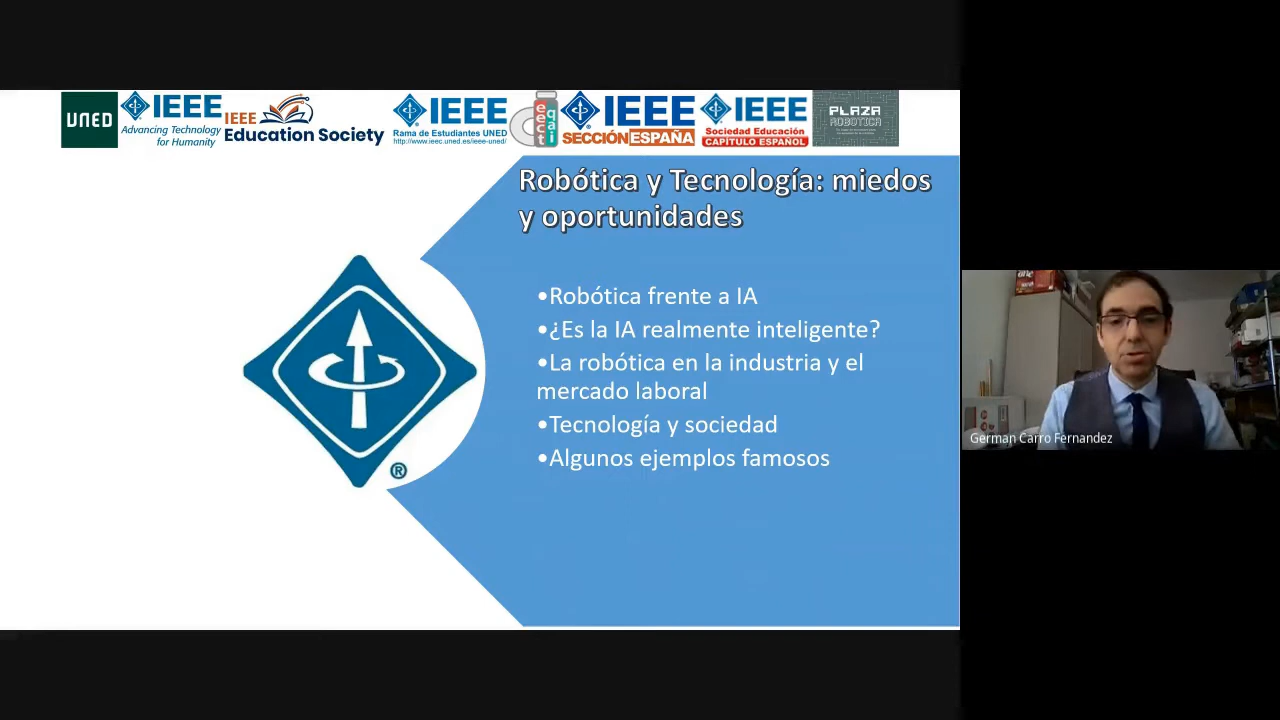 UNED
IEEE
Advancing Technology
for Humanity
IEEE
Education Society
IEEE
Rama de Estudiantes UNED
http://www.ieec.uned.es/ieee-uned/
IEEE
SECCIÓN ESPAÑA
IEEE
Sociedad Educación
CAPÍTULO ESPAÑOL
PLAZA
ROBÓTICA
Robótica y Tecnología: miedos
y oportunidades
•Robótica frente a IA
•¿Es la IA realmente inteligente?
•La robótica en la industria y el
mercado laboral
•Tecnología y sociedad
•Algunos ejemplos famosos
®
German Carro Fernandez